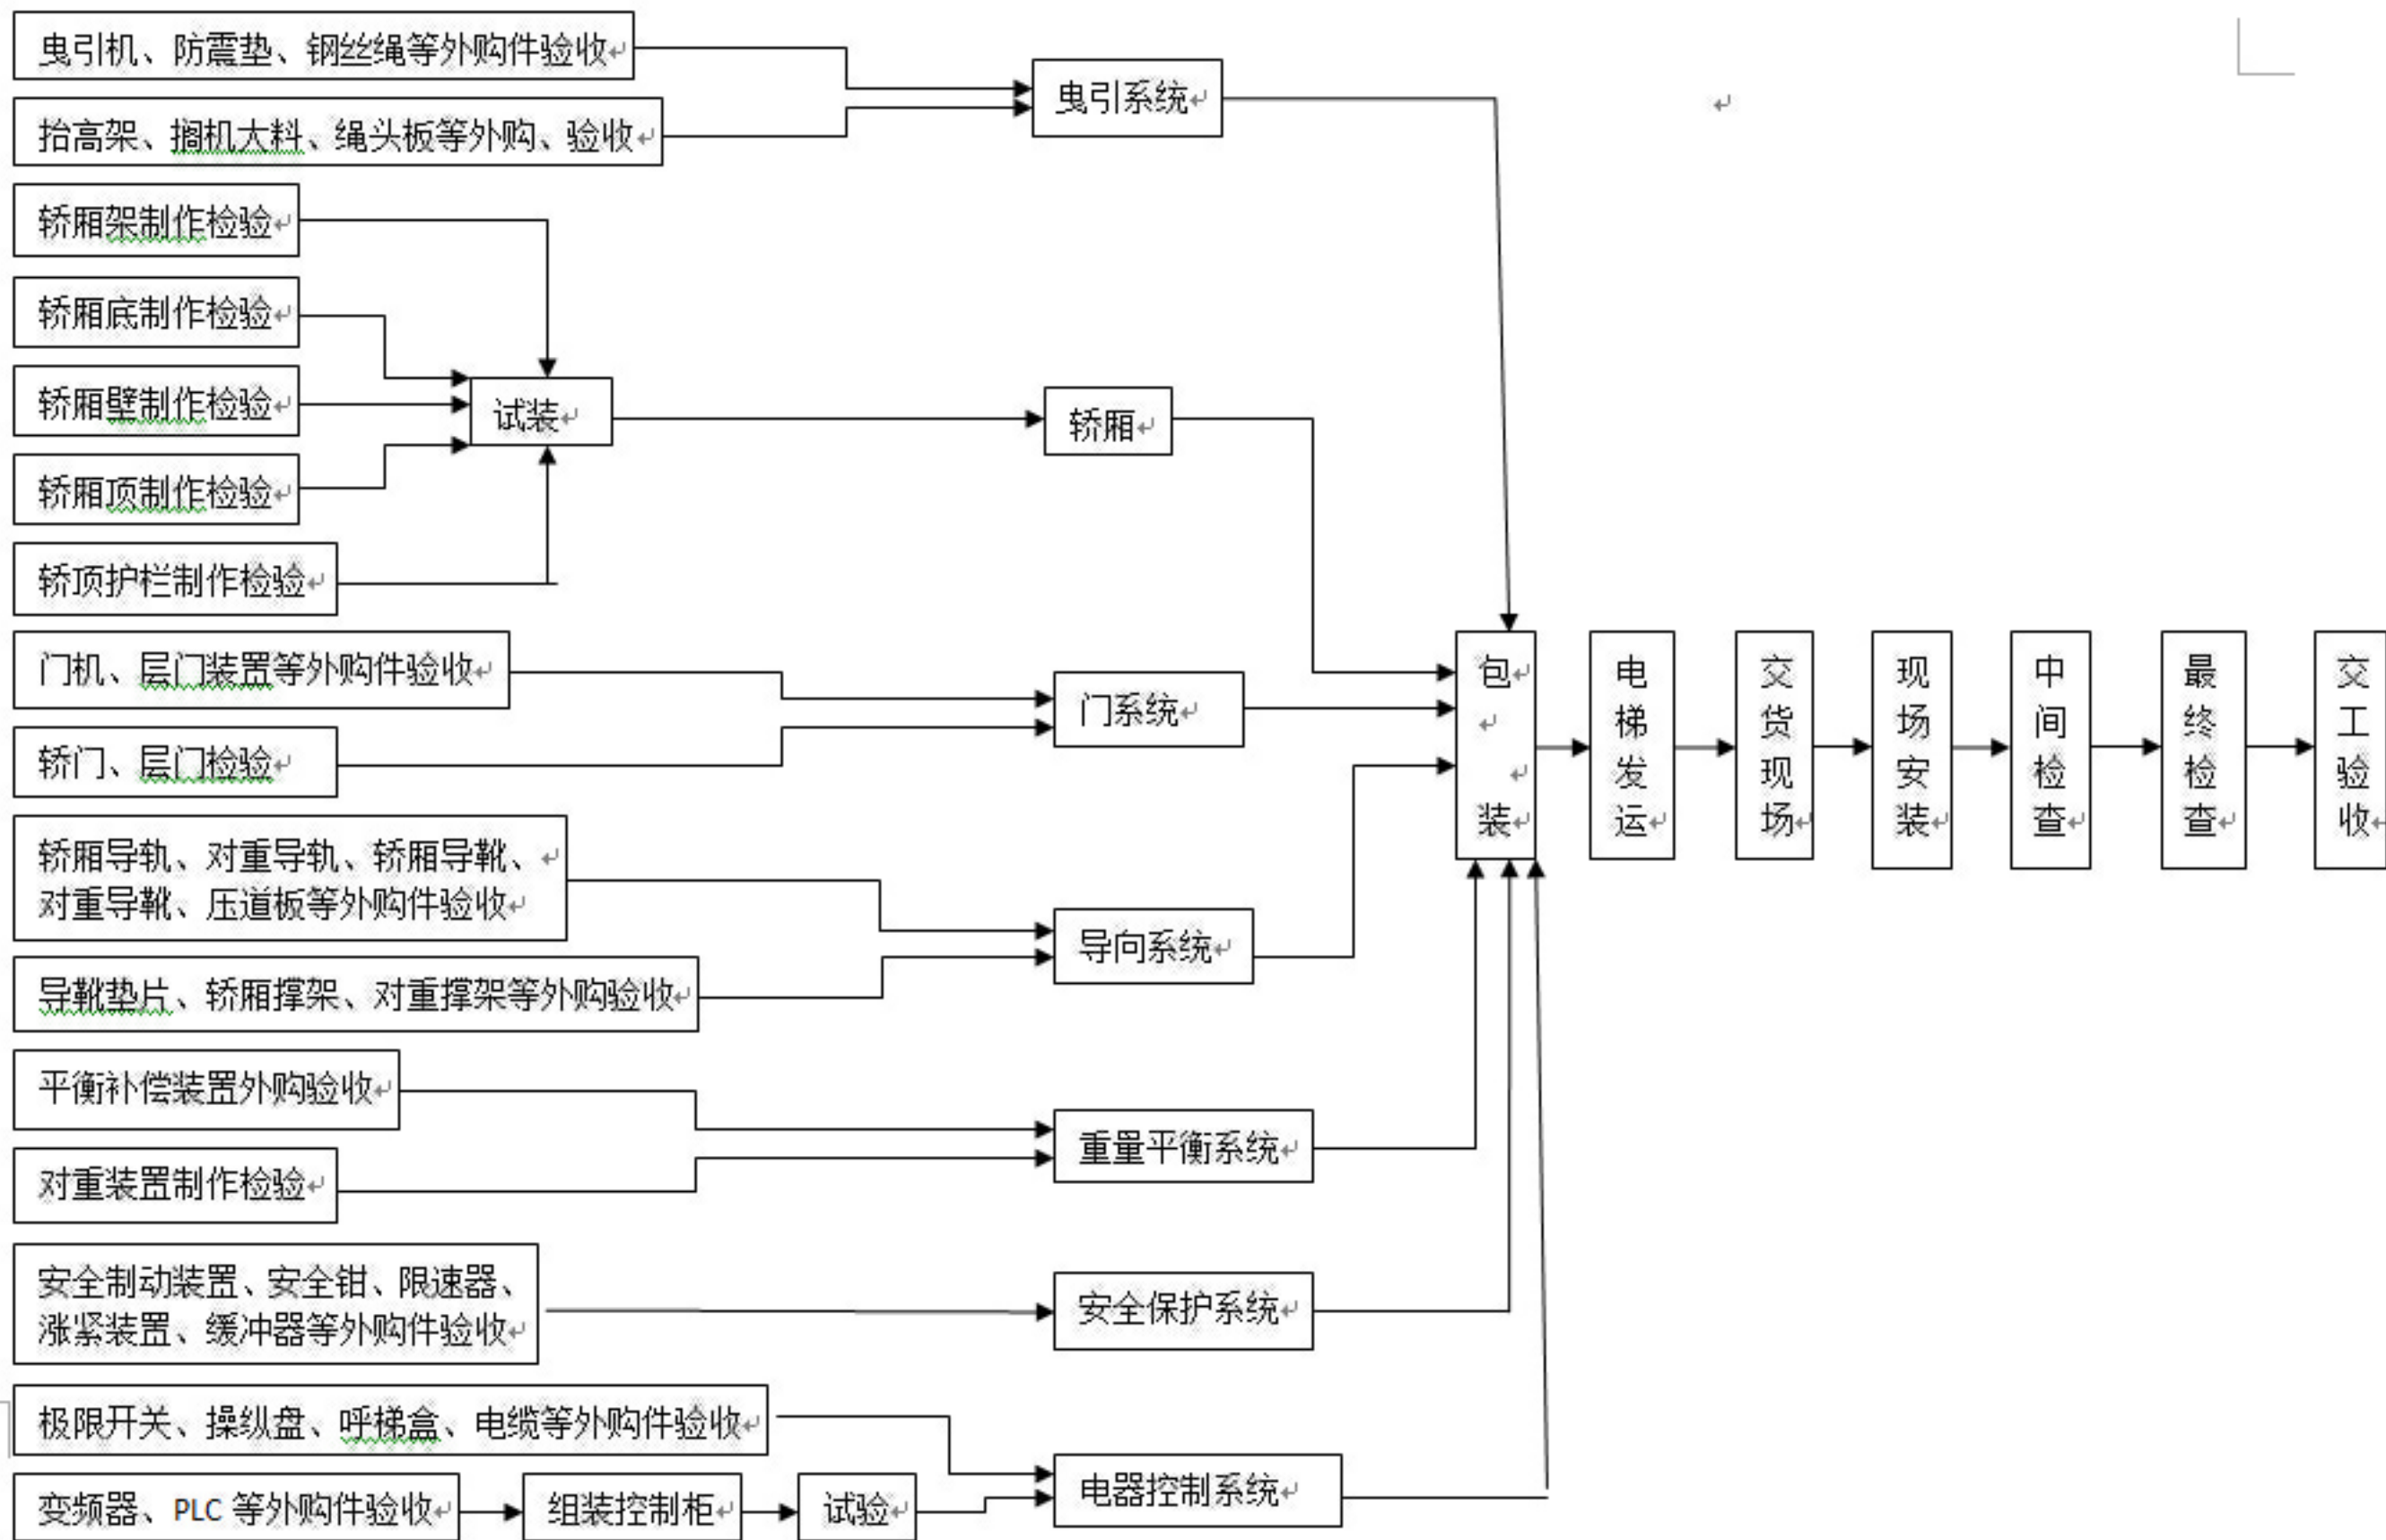 曳引机、防震垫、钢丝绳等外购件验收
抬高架、搁机大料、绳头板等外购、验收
曳引系统
轿厢架制作检验
轿厢底制作检验
轿厢壁制作检验
轿厢顶制作检验
轿顶护栏制作检验
试装
轿厢
门机、层门装置等外购件验收
轿门、层门检验
门系统
轿厢导轨、对重导轨、轿厢导靴、
对重导靴、压道板等外购件验收
导靴垫片、轿厢撑架、对重撑架等外购验收
导向系统
平衡补偿装置外购验收
对重装置制作检验
重量平衡系统
安全制动装置、安全钳、限速器、
涨紧装置、缓冲器等外购件验收
安全保护系统
极限开关、操纵盘、呼梯盒、电缆等外购件验收
变频器、PLC 等外购件验收
组装控制柜
试验
电器控制系统
包装
电梯发运
交货现场
现场安装
中间检查
最终检查
交工验收